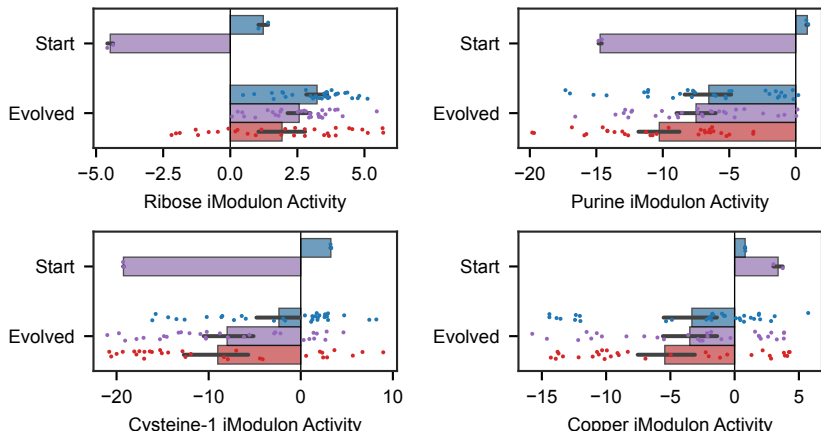 Start
Evolved
−5.0 −2.5 0.0 2.5 5.0
Ribose iModulon Activity
Start
Evolved
−20 −15 −10 −5 0
Purine iModulon Activity
Start
Evolved
−20 −10 0 10
Cysteine-1 iModulon Activity
Start
Evolved
−15 −10 −5 0 5
Copper iModulon Activity